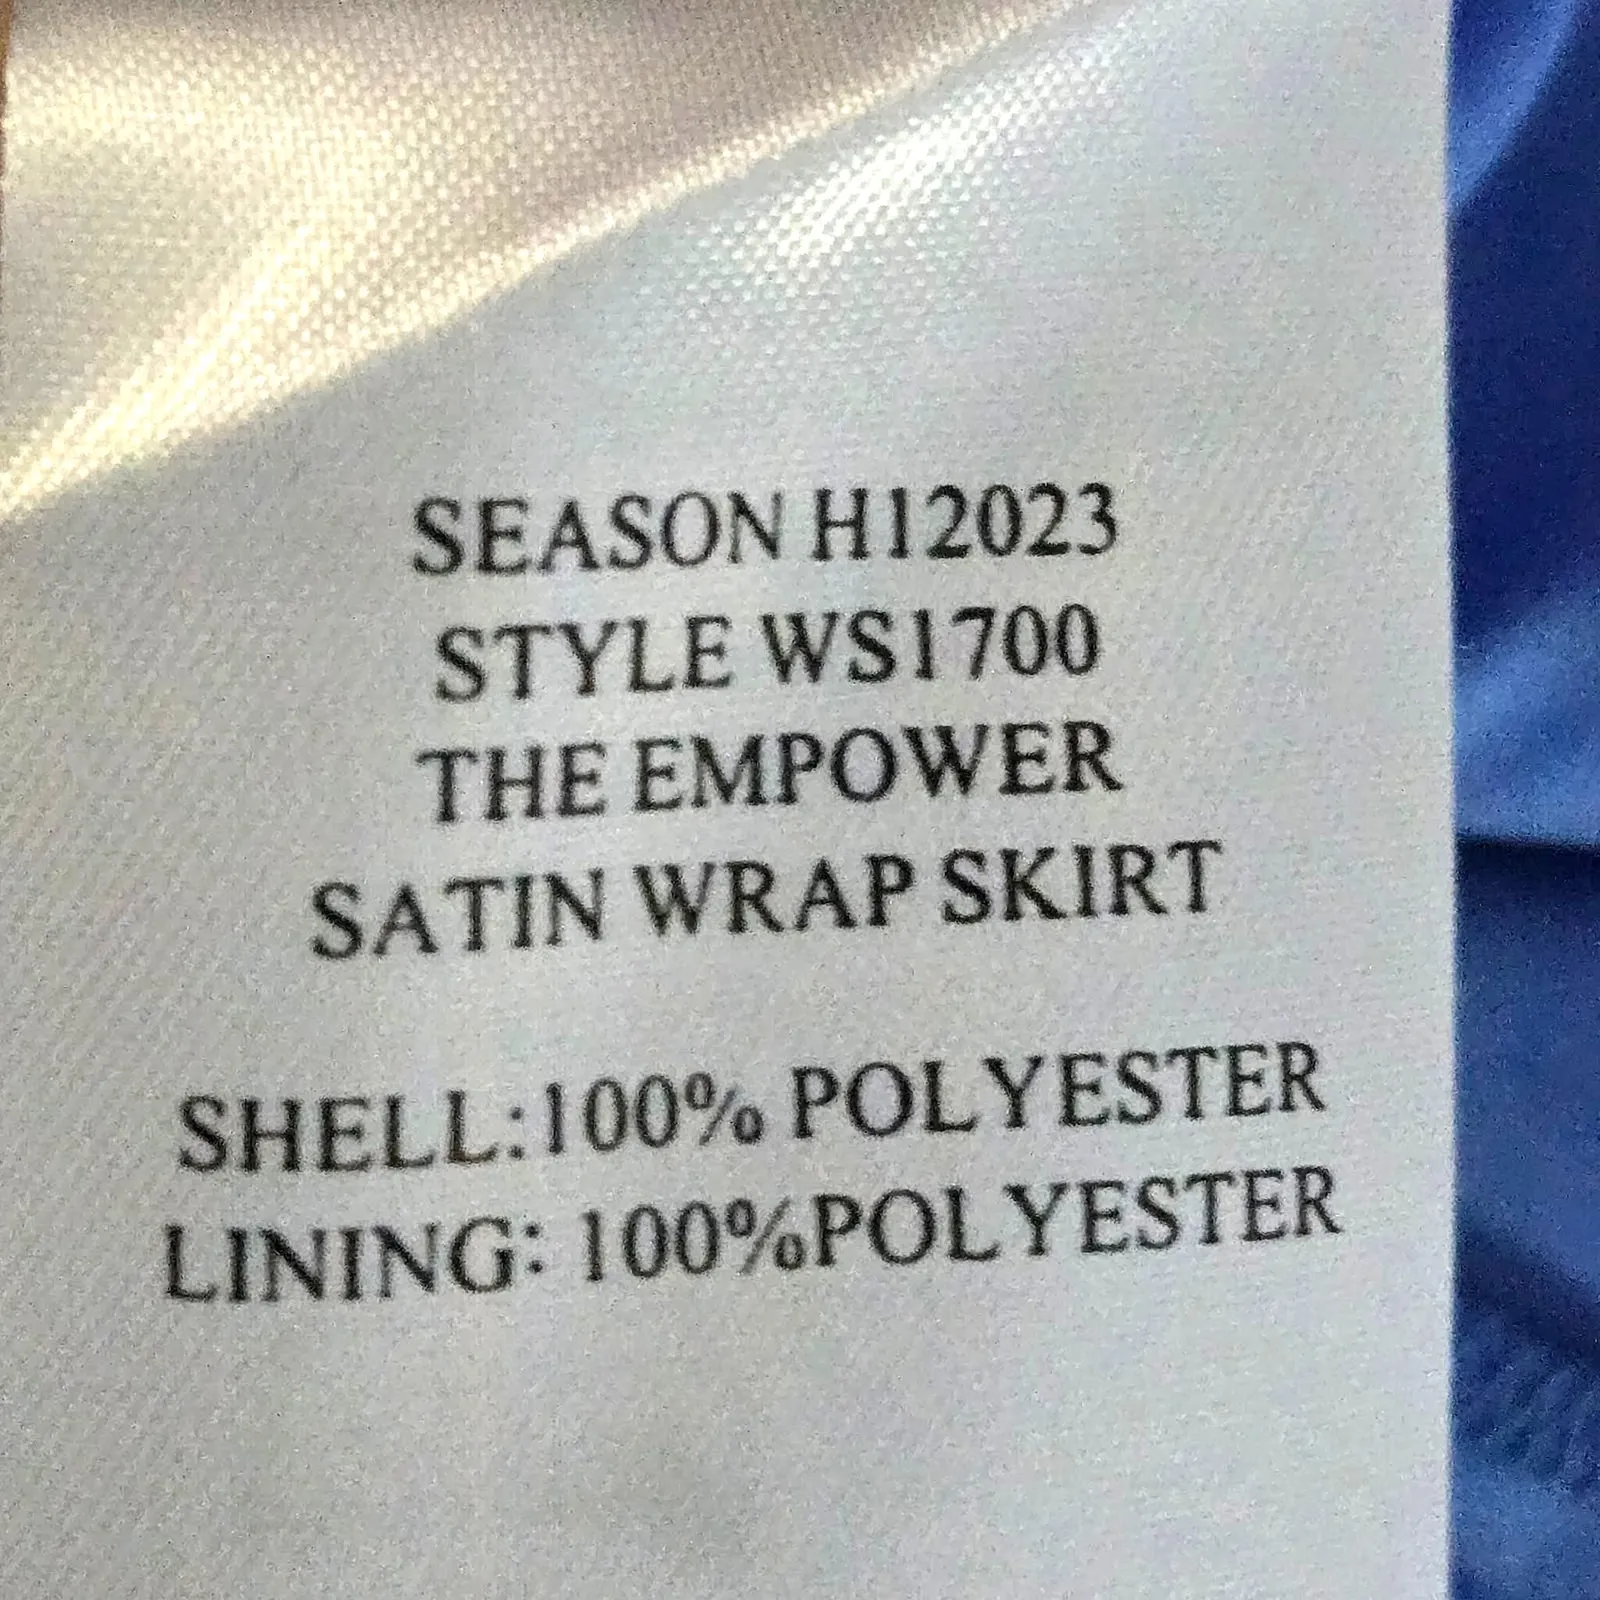 SEASON H12023
STYLE WS1700
THE EMPOWER
SATIN WRAP SKIRT
SHELL:100% POLYESTER
LINING: 100%POLYESTER